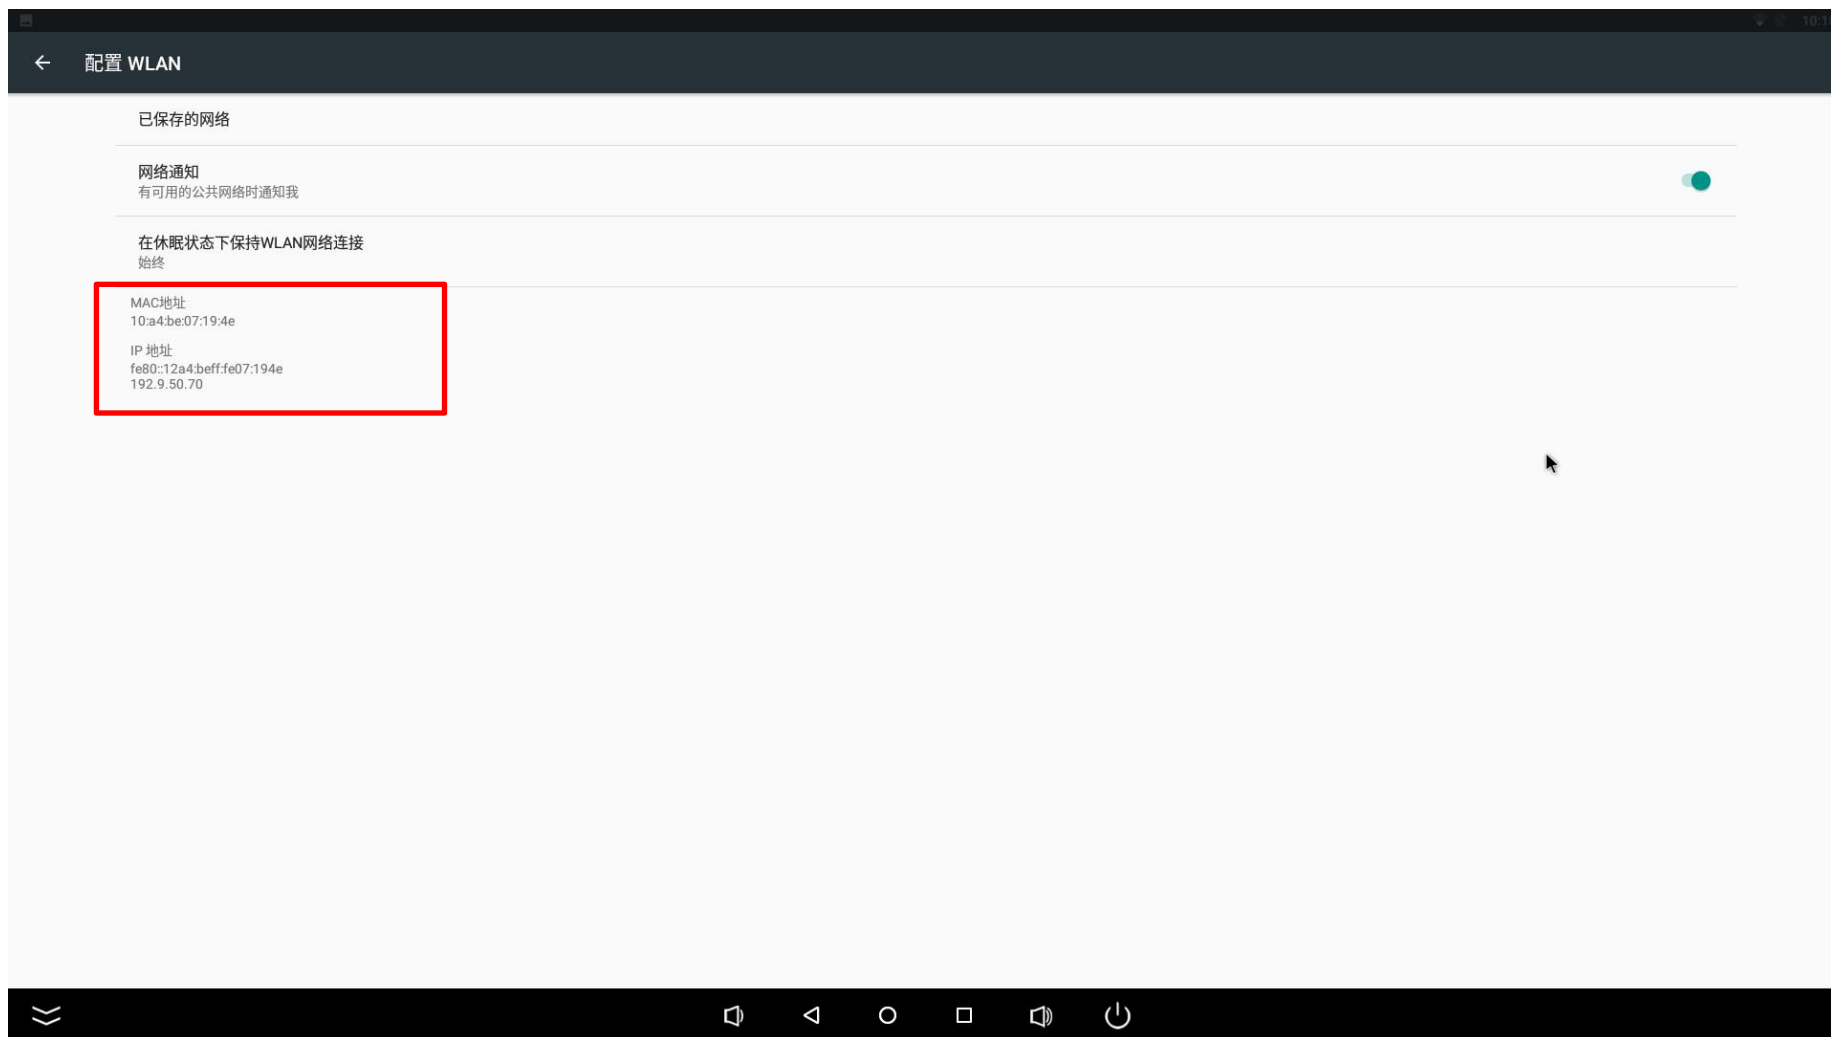 配置 WLAN
已保存的网络
网络通知
有可用的公共网络时通知我
在休眠状态下保持WLAN网络连接
始终
MAC地址
10:a4:be:07:19:4e
IP 地址
fe80::12a4:beff:fe07:194e
192.9.50.70